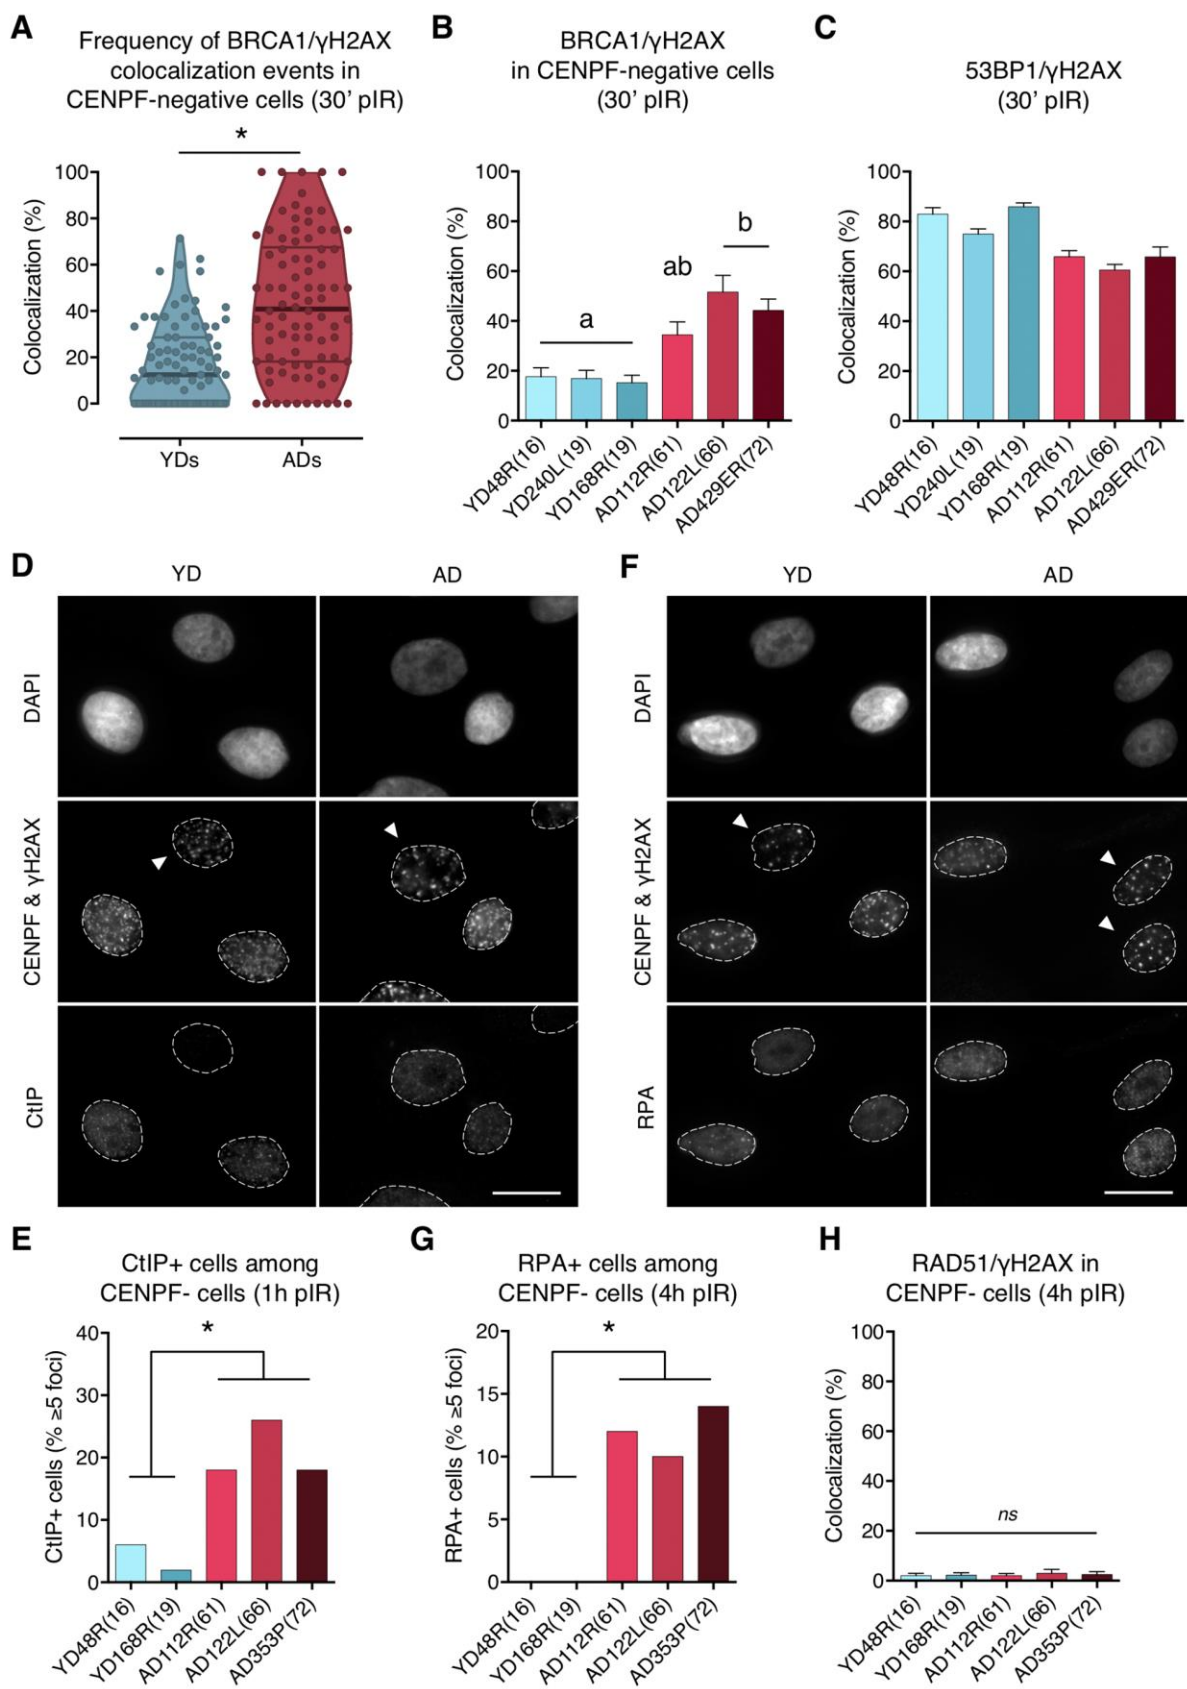 A
Frequency of BRCA1/γH2AX
colocalization events in
CENPF-negative cells (30’ pIR)
*
Colocalization (%)
100
80
60
40
20
0
YDs
ADs
B
BRCA1/γH2AX
in CENPF-negative cells
(30’ pIR)
Colocalization (%)
100
80
60
40
20
0
a
ab
b
YD48R(16)
YD240L(19)
YD168R(19)
AD112R(61)
AD122L(66)
AD429ER(72)
C
53BP1/γH2AX
(30’ pIR)
Colocalization (%)
100
80
60
40
20
0
YD48R(16)
YD240L(19)
YD168R(19)
AD112R(61)
AD122L(66)
AD429ER(72)
D
YD
AD
DAPI
CENPF & γH2AX
CtIP
F
YD
AD
DAPI
CENPF & γH2AX
RPA
E
CtIP+ cells among
CENPF- cells (1h pIR)
*
CtIP+ cells (% ≥5 foci)
40
30
20
10
0
YD48R(16)
YD168R(19)
AD112R(61)
AD122L(66)
AD353P(72)
G
RPA+ cells among
CENPF- cells (4h pIR)
*
RPA+ cells (% ≥5 foci)
20
15
10
5
0
YD48R(16)
YD168R(19)
AD112R(61)
AD122L(66)
AD353P(72)
H
RAD51/γH2AX in
CENPF- cells (4h pIR)
Colocalization (%)
100
80
60
40
20
0
ns
YD48R(16)
YD168R(19)
AD112R(61)
AD122L(66)
AD353P(72)